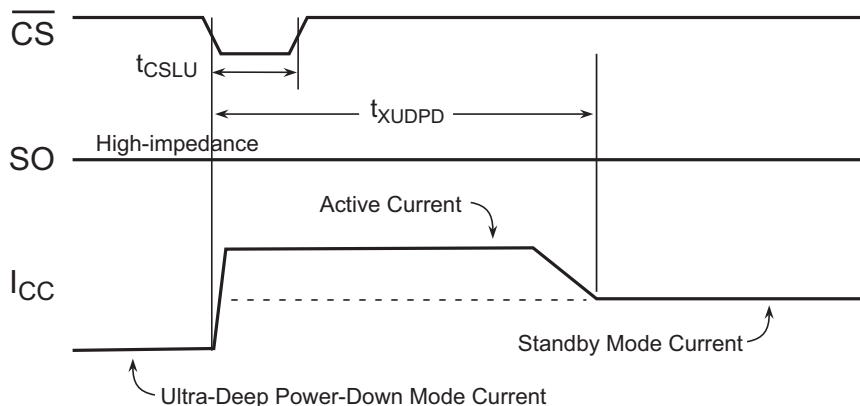 CS
tCSLU
tXUDPD
High-impedance
SO
Active Current
ICC
Standby Mode Current
Ultra-Deep Power-Down Mode Current